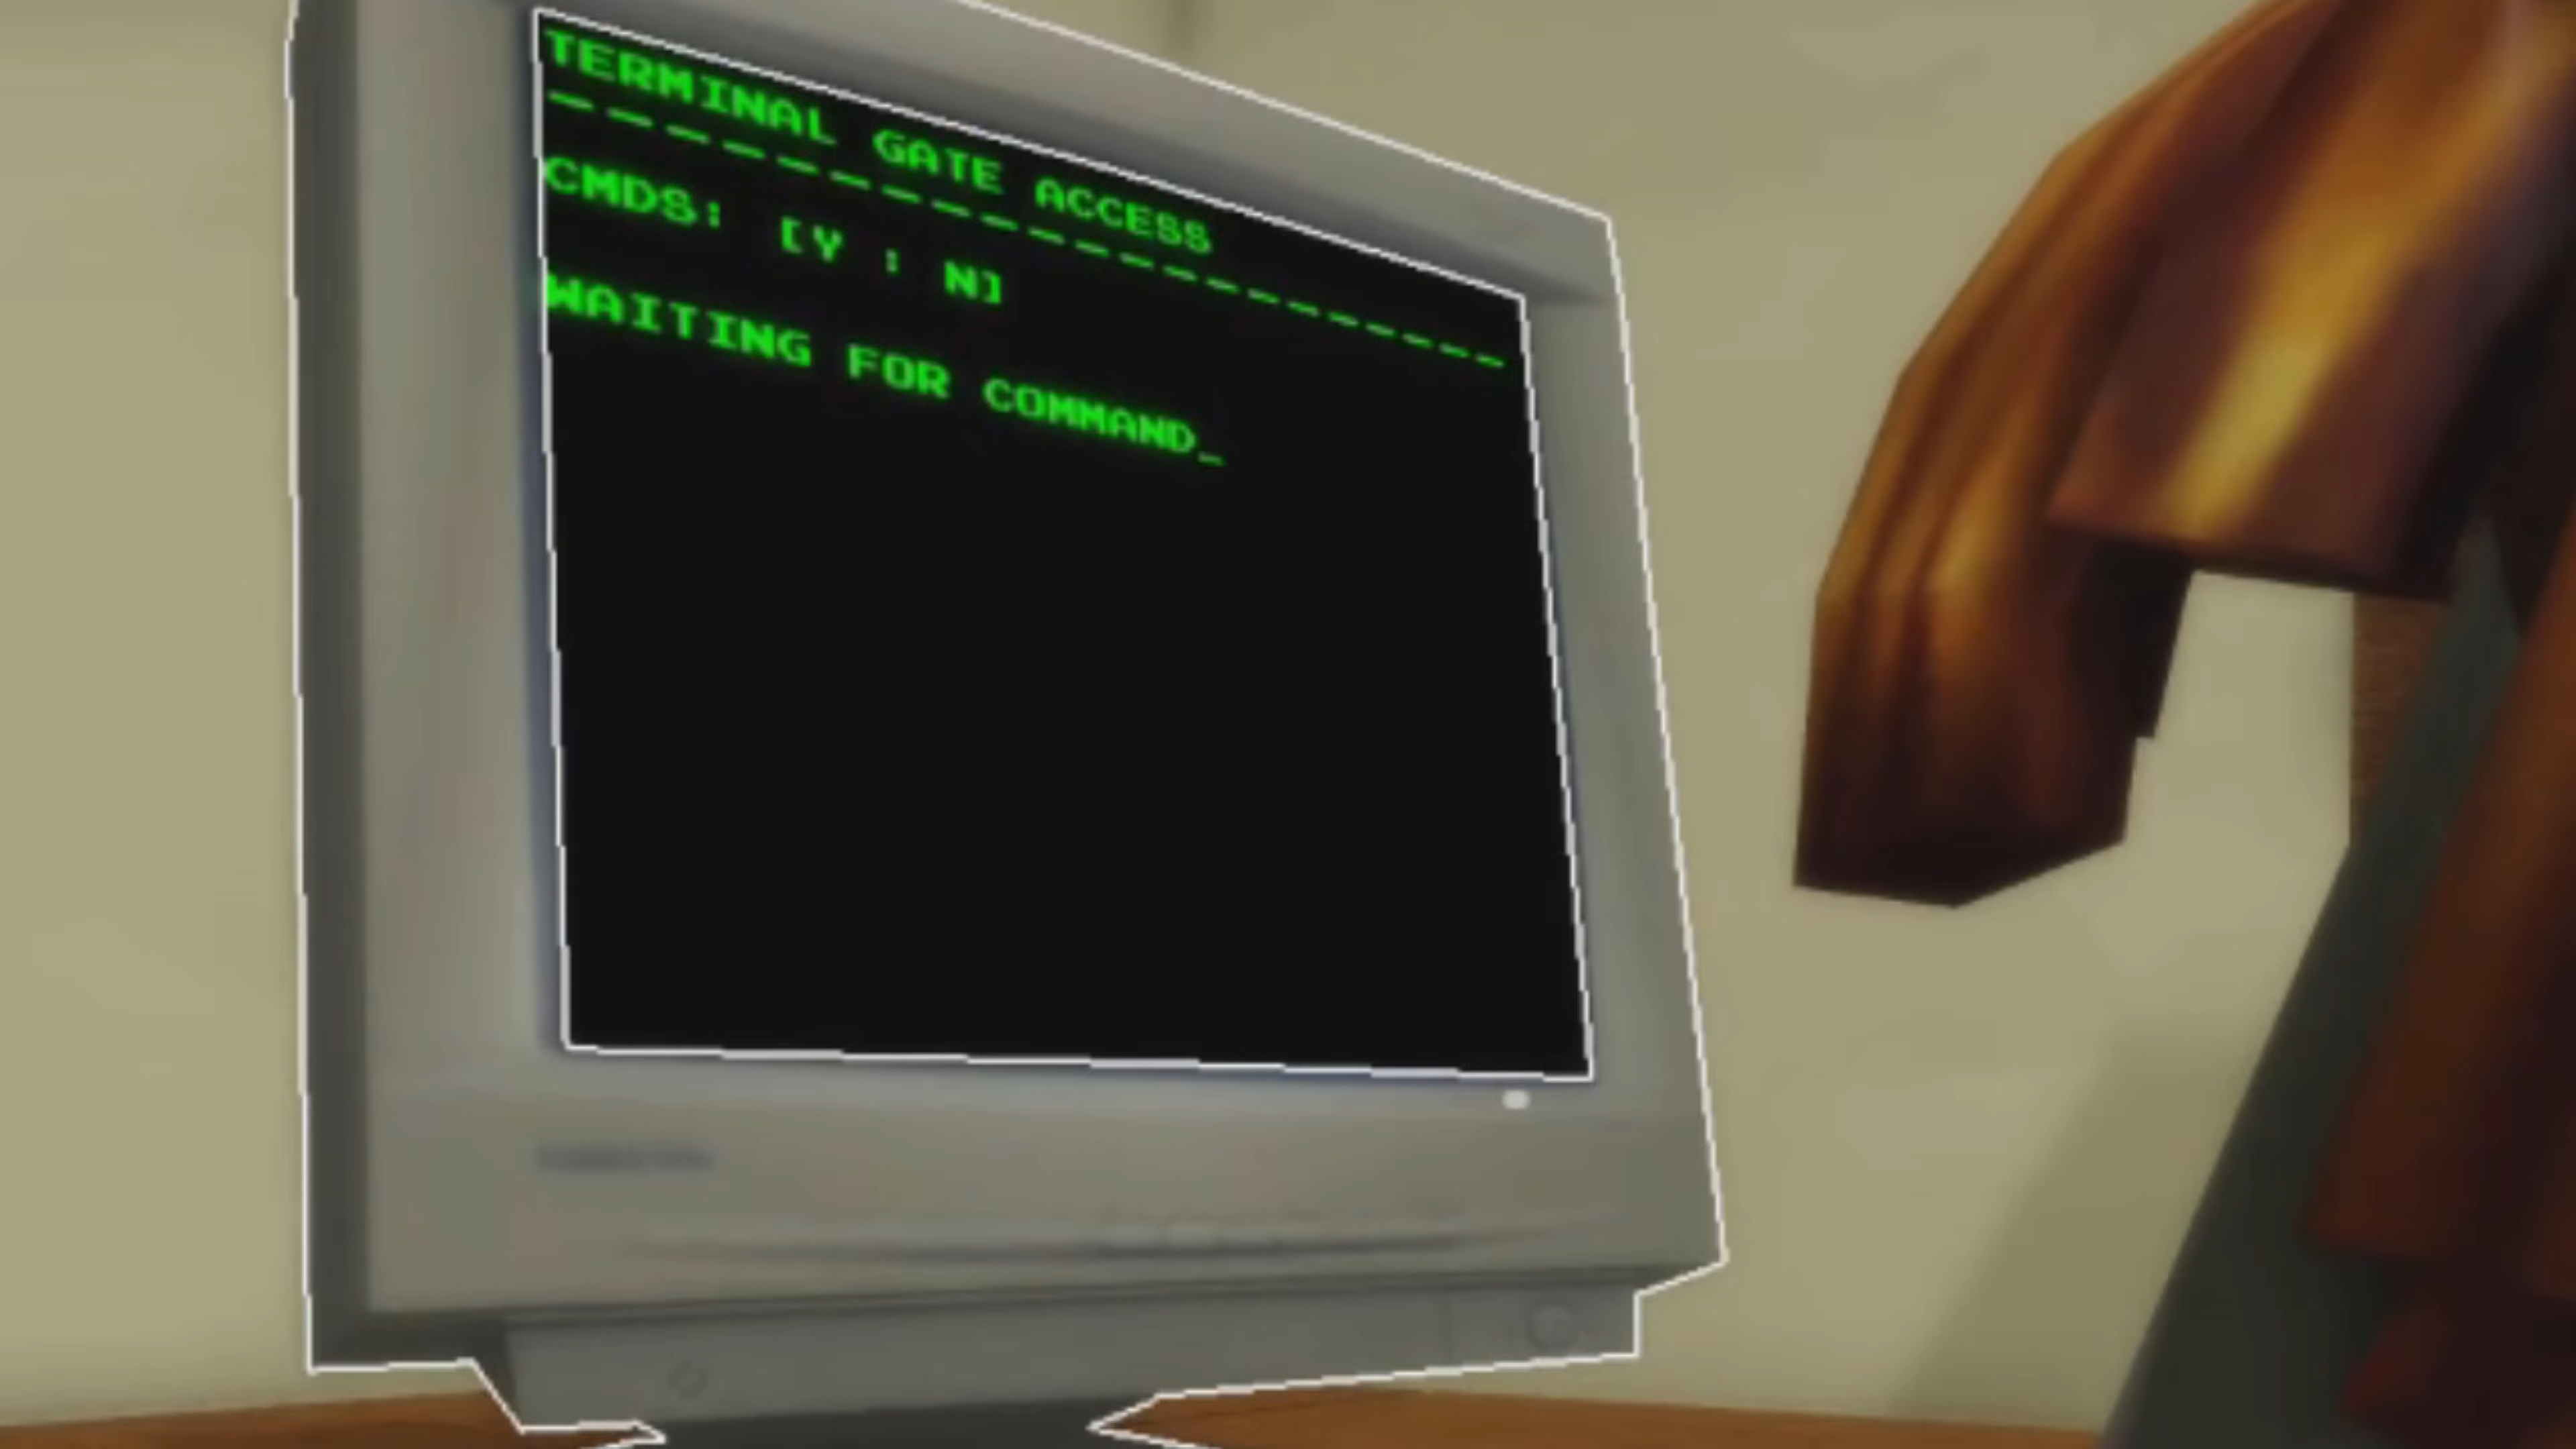 TERMINAL GATE ACCESS
--------------------
CMDS: [Y : N]
WAITING FOR COMMAND_